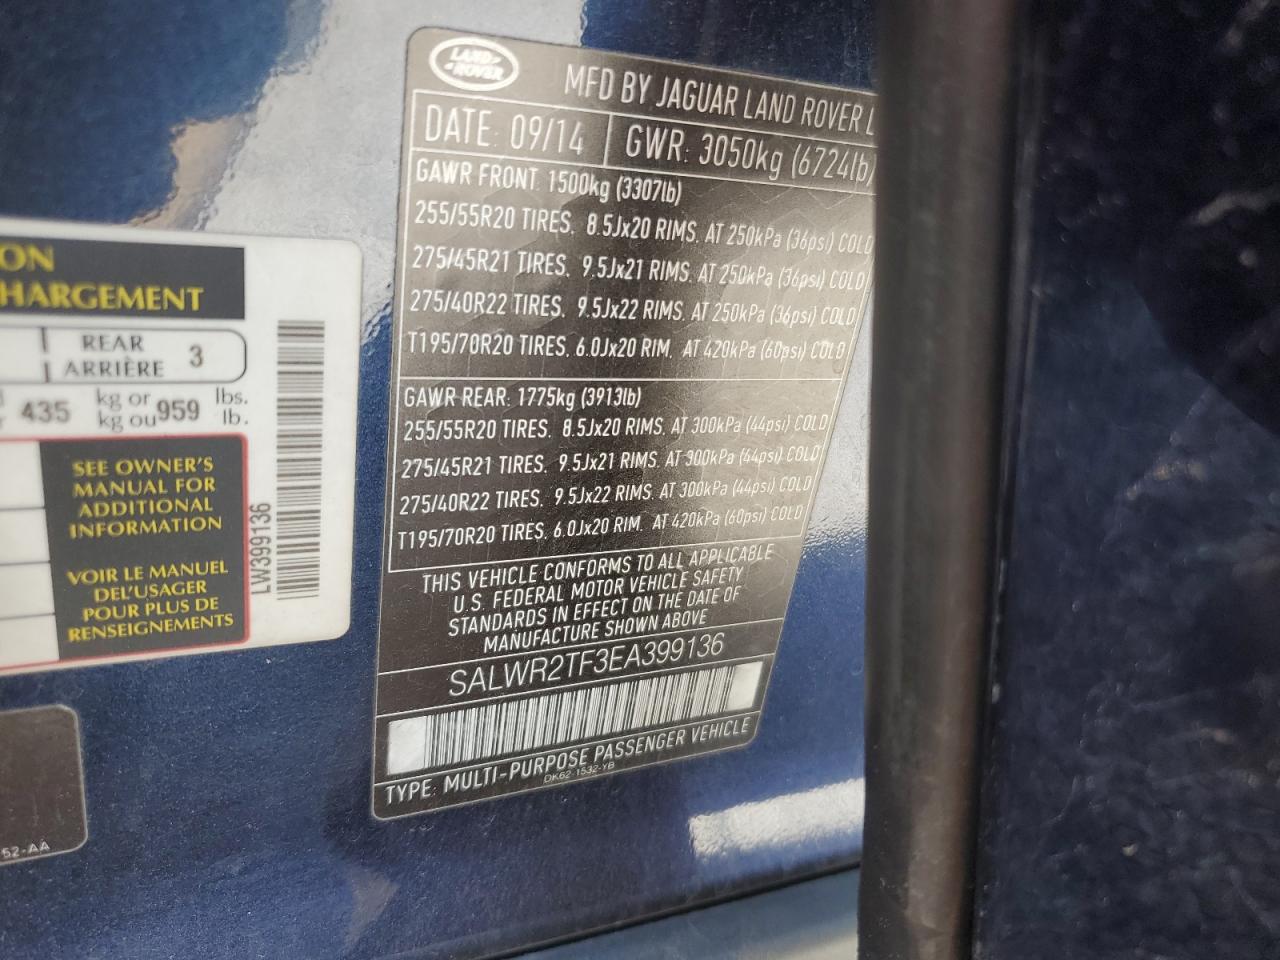 LAND
ROVER
MFD BY JAGUAR LAND ROVER
DATE: 09/14 GWR: 3050kg (6724lb)
GAWR FRONT: 1500kg (3307lb)
255/55R20 TIRES, 8.5Jx20 RIMS, AT 250kPa (36psi) COLD
275/45R21 TIRES, 9.5Jx21 RIMS, AT 250kPa (36psi) COLD
275/40R22 TIRES, 9.5Jx22 RIMS, AT 250kPa (36psi) COLD
T195/70R20 TIRES, 6.0Jx20 RIM, AT 420kPa (60psi) COLD
GAWR REAR: 1775kg (3913lb)
255/55R20 TIRES, 8.5Jx20 RIMS, AT 300kPa (44psi) COLD
275/45R21 TIRES, 9.5Jx21 RIMS, AT 300kPa (44psi) COLD
275/40R22 TIRES, 9.5Jx22 RIMS, AT 300kPa (44psi) COLD
T195/70R20 TIRES, 6.0Jx20 RIM, AT 420kPa (60psi) COLD
THIS VEHICLE CONFORMS TO ALL APPLICABLE
U.S. FEDERAL MOTOR VEHICLE SAFETY
STANDARDS IN EFFECT ON THE DATE OF
MANUFACTURE SHOWN ABOVE
SALWR2TF3EA399136
TYPE: MULTI-PURPOSE PASSENGER VEHICLE
DK62-1532-YB
ON
HARGEMENT
REAR
ARRIÈRE 3
435 kg or 959 lbs.
kg ou lb.
SEE OWNER'S
MANUAL FOR
ADDITIONAL
INFORMATION
VOIR LE MANUEL
DEL'USAGER
POUR PLUS DE
RENSEIGNEMENTS
LW399136
52-AA